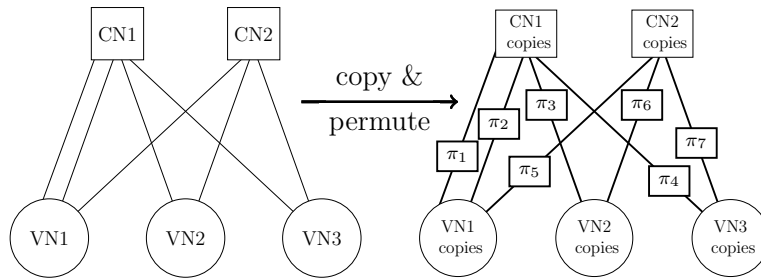 CN1
CN2
VN1
VN2
VN3
copy &
permute
CN1
copies
CN2
copies
π₁
π₂
π₃
π₆
π₅
π₄
π₇
VN1
copies
VN2
copies
VN3
copies